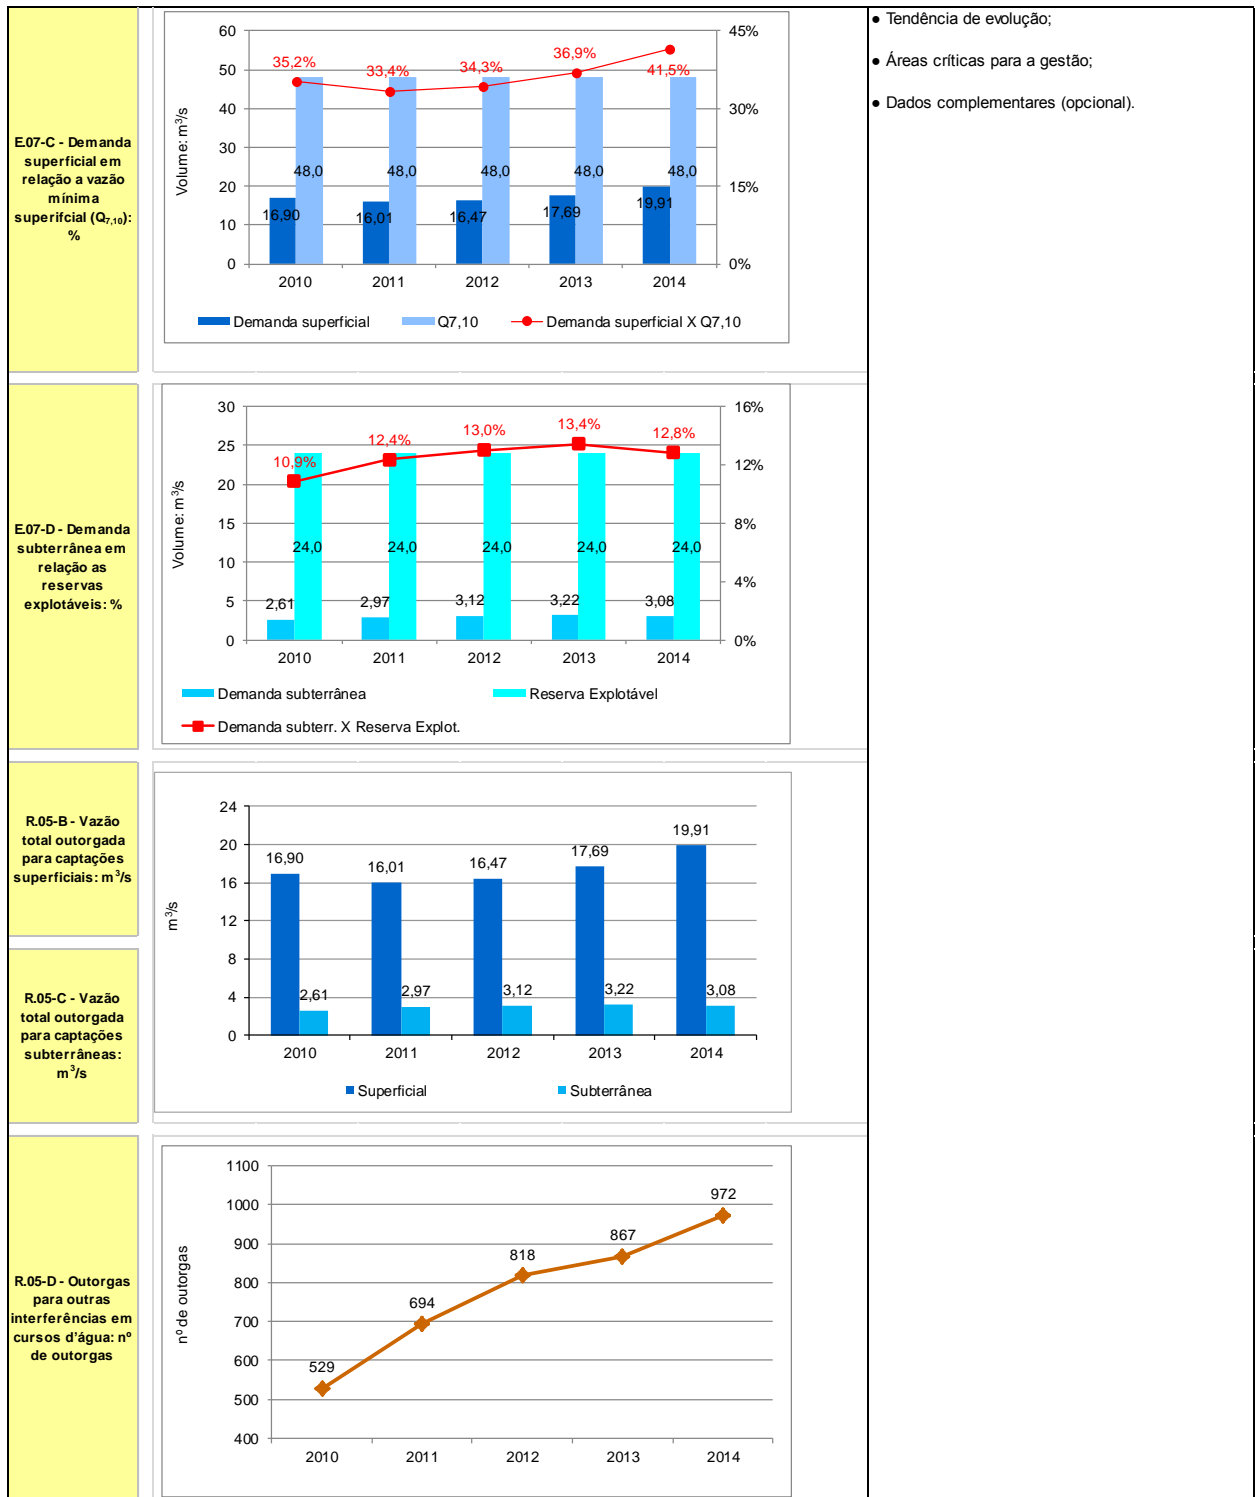 E.07-C - Demanda
superficial em
relação a vazão
mínima
superifcial (Q7,10):
%
60
50
40
30
20
10
0
Volume: m³/s
45%
30%
15%
0%
35,2%
33,4%
34,3%
36,9%
41,5%
48,0
48,0
48,0
48,0
48,0
16,90
16,01
16,47
17,69
19,91
2010
2011
2012
2013
2014
Demanda superficial
Q7,10
Demanda superficial X Q7,10
● Tendência de evolução;
● Áreas críticas para a gestão;
● Dados complementares (opcional).
E.07-D - Demanda
subterrânea em
relação as
reservas
explotáveis: %
30
25
20
15
10
5
0
Volume: m³/s
16%
12%
8%
4%
0%
10,9%
12,4%
13,0%
13,4%
12,8%
24,0
24,0
24,0
24,0
24,0
2,61
2,97
3,12
3,22
3,08
2010
2011
2012
2013
2014
Demanda subterrânea
Reserva Explotável
Demanda subterr. X Reserva Explot.
R.05-B - Vazão
total outorgada
para captações
superficiais: m³/s
R.05-C - Vazão
total outorgada
para captações
subterrâneas:
m³/s
24
20
16
12
8
4
0
m³/s
16,90
16,01
16,47
17,69
19,91
2,61
2,97
3,12
3,22
3,08
2010
2011
2012
2013
2014
Superficial
Subterrânea
R.05-D - Outorgas
para outras
interferências em
cursos d'água: nº
de outorgas
1100
1000
900
800
700
600
500
400
nº de outorgas
529
694
818
867
972
2010
2011
2012
2013
2014